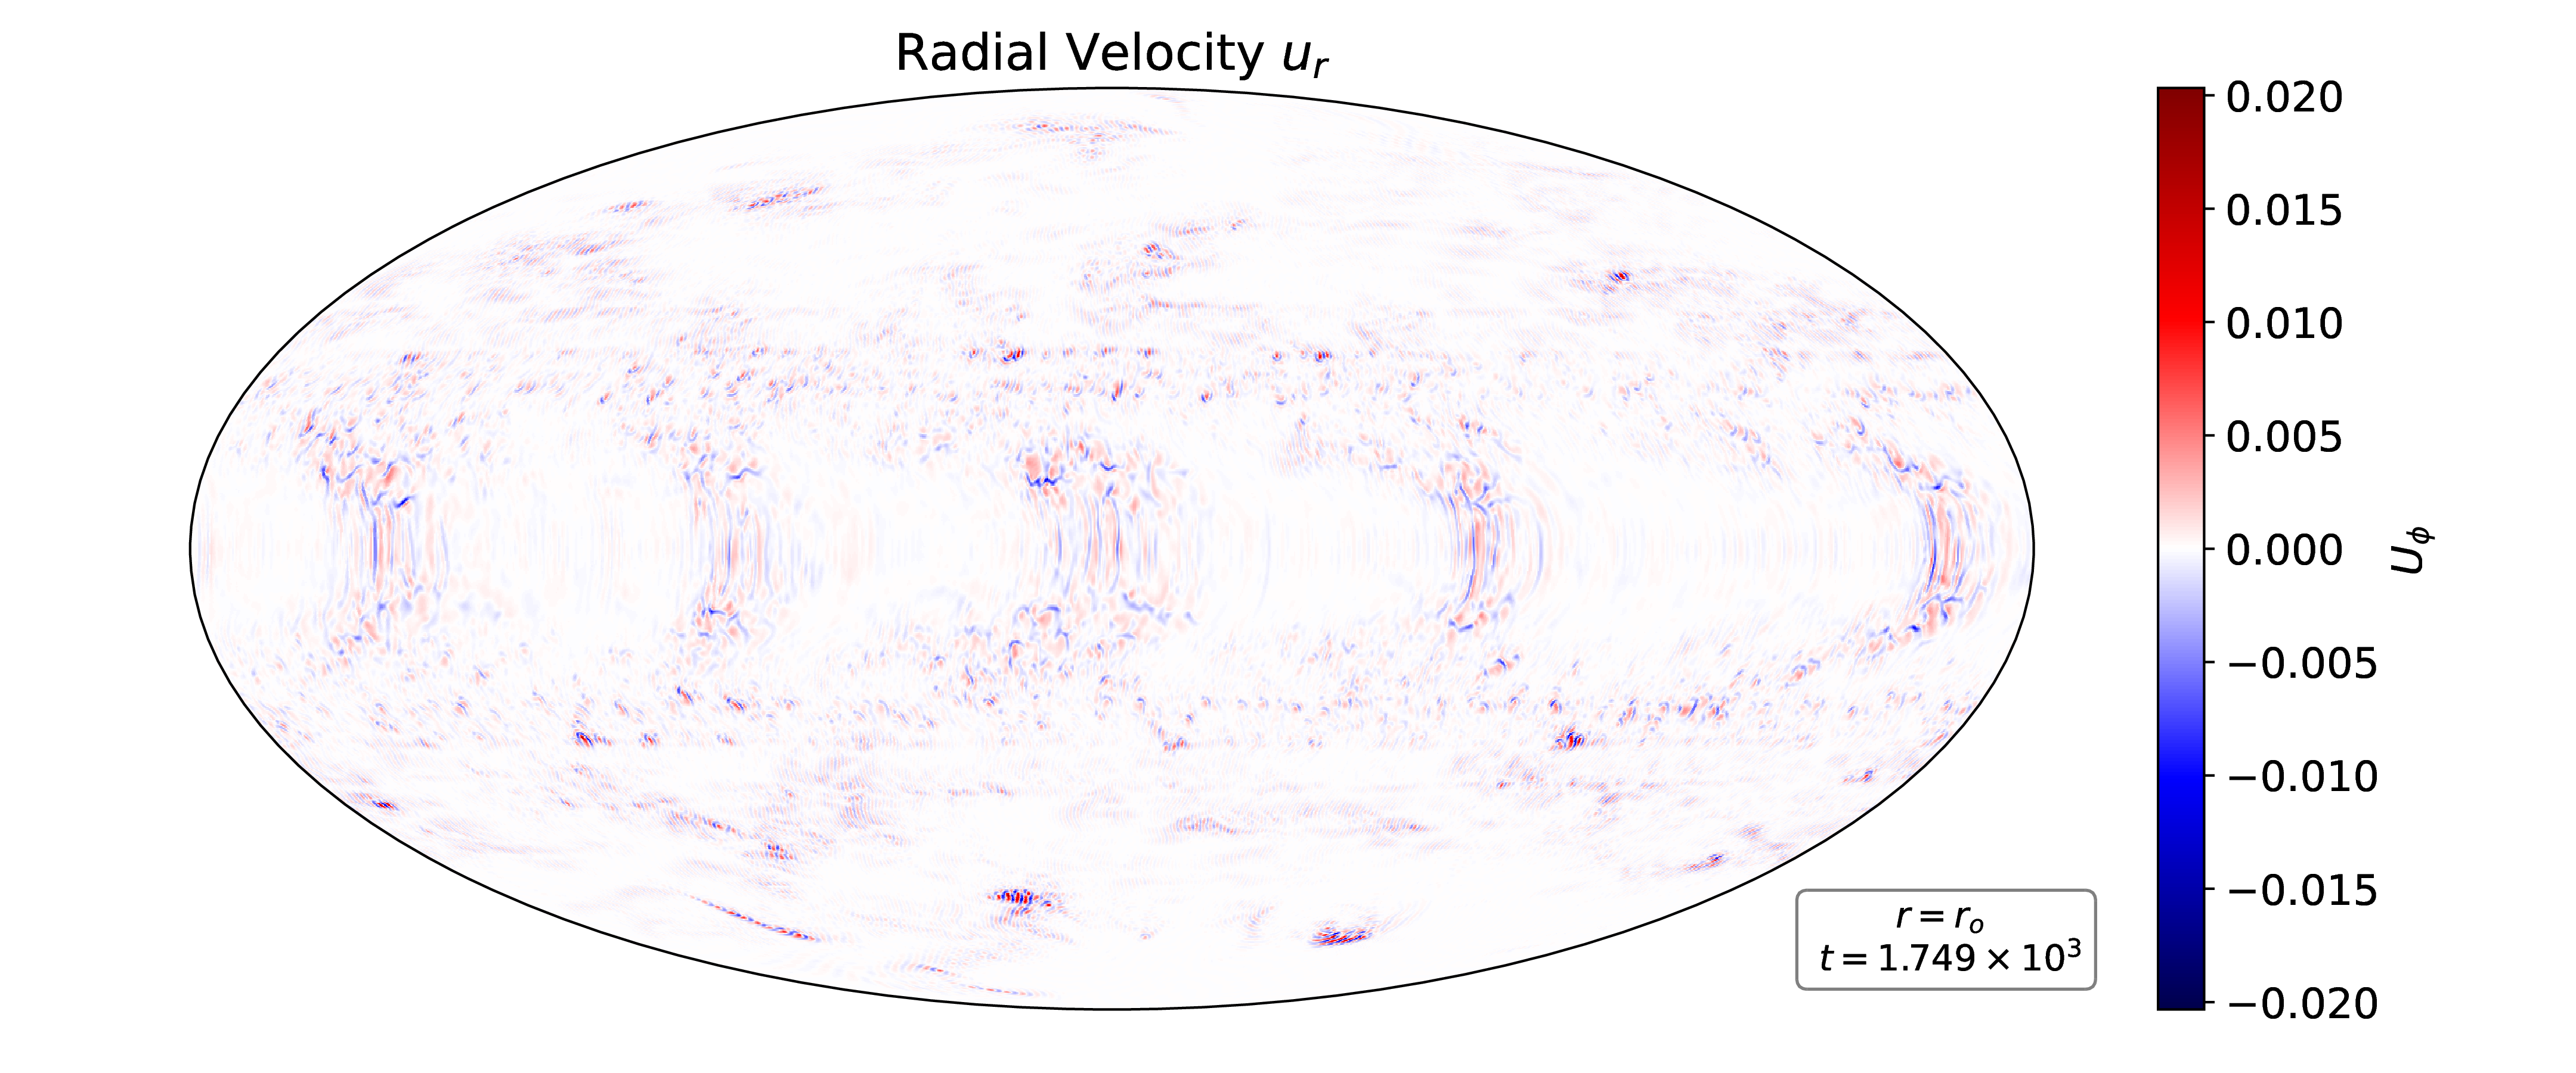 Radial Velocity u_r
0.020
0.015
0.010
0.005
0.000
−0.005
−0.010
−0.015
−0.020
U_ϕ
r = r_o
t = 1.749 × 10^3